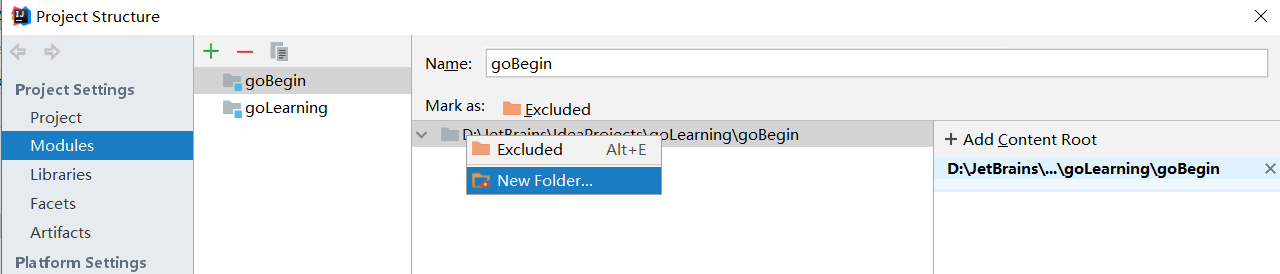 Project Structure
Project Settings
Project
Modules
Libraries
Facets
Artifacts
Platform Settings
goBegin
goLearning
Name: goBegin
Mark as: Excluded
D:\JetBrains\IdeaProjects\goLearning\goBegin
Excluded Alt+E
New Folder...
+ Add Content Root
D:\JetBrains\...\goLearning\goBegin